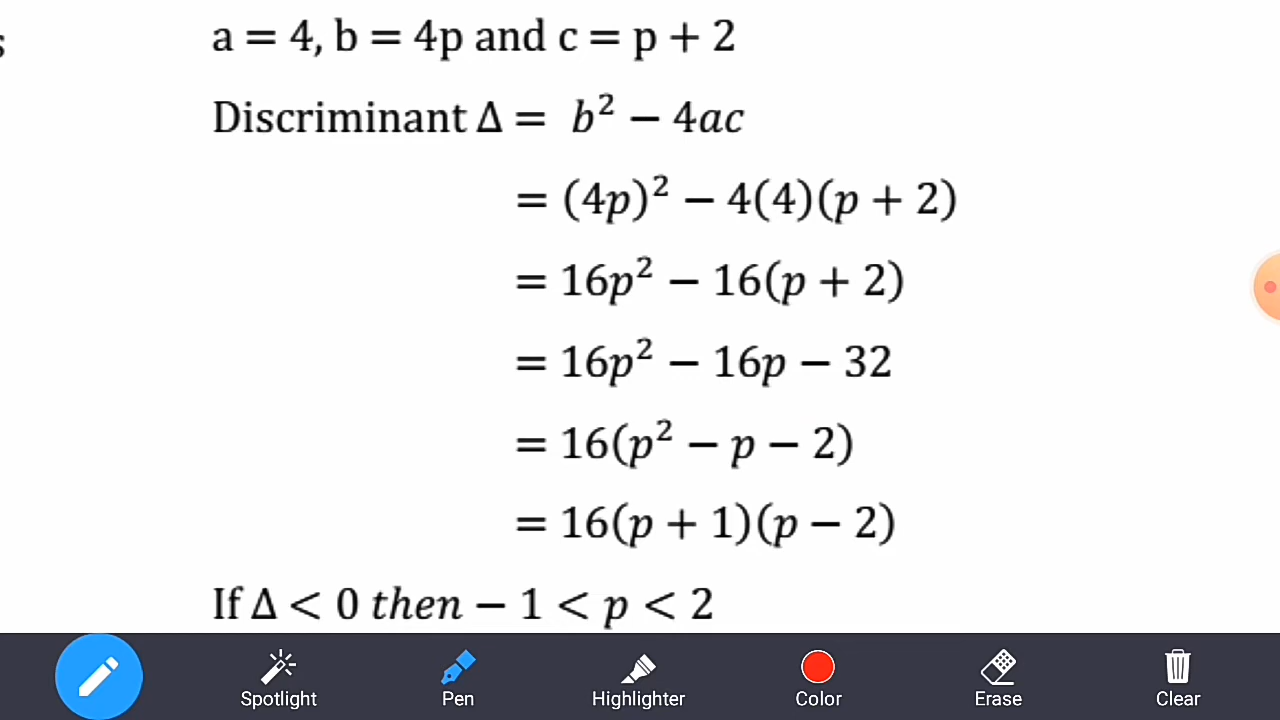 s
a = 4, b = 4p and c = p + 2
Discriminant Δ = b² − 4ac
= (4p)² − 4(4)(p + 2)
= 16p² − 16(p + 2)
= 16p² − 16p − 32
= 16(p² − p − 2)
= 16(p + 1)(p − 2)
If Δ < 0 then − 1 < p < 2
Spotlight Pen Highlighter Color Erase Clear